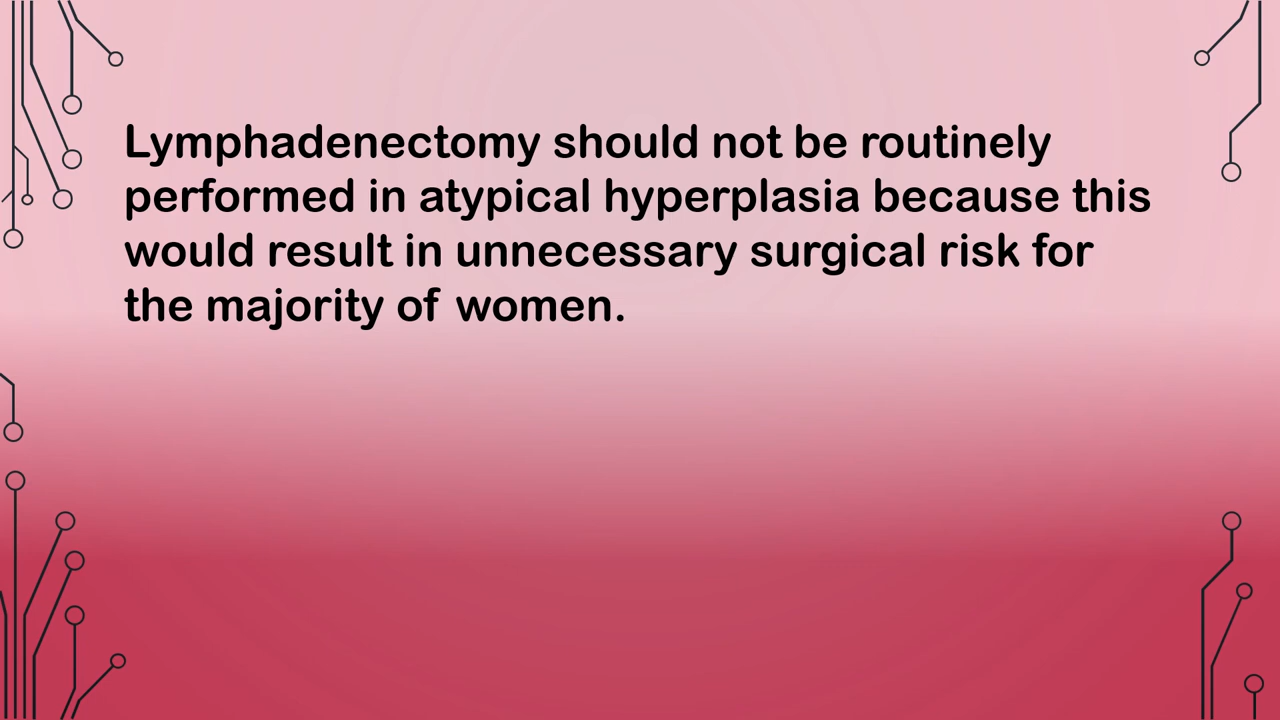 Lymphadenectomy should not be routinely
performed in atypical hyperplasia because this
would result in unnecessary surgical risk for
the majority of women.